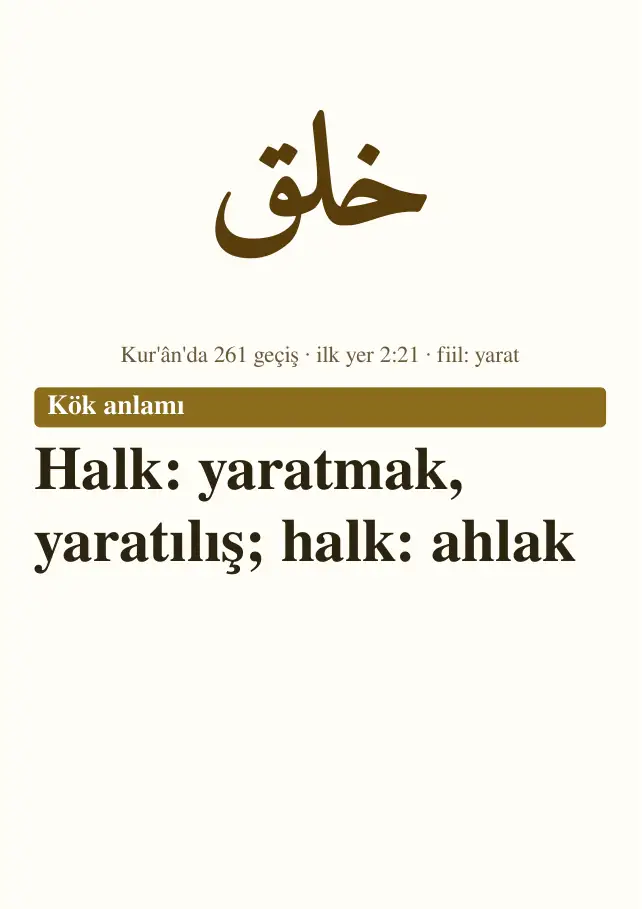 خلق
Kur'ân'da 261 geçiş · ilk yer 2:21 · fiil: yarat
Kök anlamı
Halk: yaratmak,
yaratılış; halk: ahlak